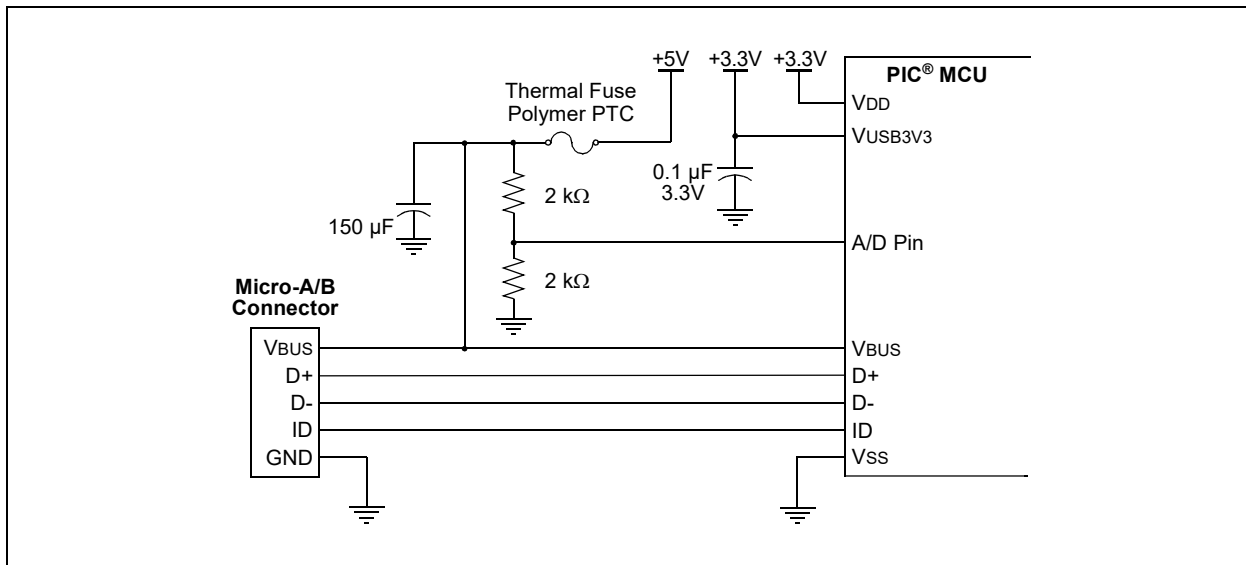 +5V
+3.3V
+3.3V
PIC® MCU
Thermal Fuse
Polymer PTC
VDD
VUSB3V3
0.1 µF
3.3V
2 kΩ
150 µF
A/D Pin
2 kΩ
Micro-A/B
Connector
VBUS
VBUS
D+
D+
D-
D-
ID
ID
GND
VSS